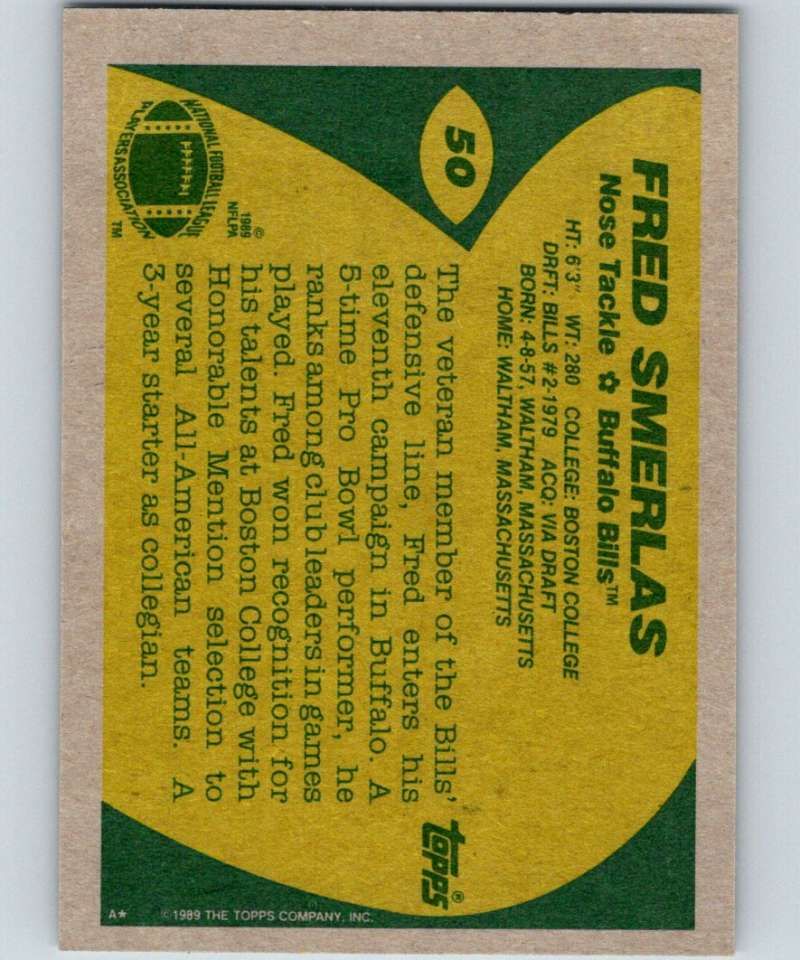 50
FRED SMERLAS
Nose Tackle ✩ Buffalo Bills™
HT: 6'3" WT: 280 COLLEGE: BOSTON COLLEGE
DRFT: BILLS #2-1979 ACQ: VIA DRAFT
BORN: 4-8-57, WALTHAM, MASSACHUSETTS
HOME: WALTHAM, MASSACHUSETTS
The veteran member of the Bills'
defensive line, Fred enters his
eleventh campaign in Buffalo. A
5-time Pro Bowl performer, he
ranks among club leaders in games
played. Fred won recognition for
his talents at Boston College with
Honorable Mention selection to
several All-American teams. A
3-year starter as collegian.
NATIONAL FOOTBALL LEAGUE
PLAYERS ASSOCIATION
TM
©
1989
NFLPA
topps®
A★ ©1989 THE TOPPS COMPANY, INC.